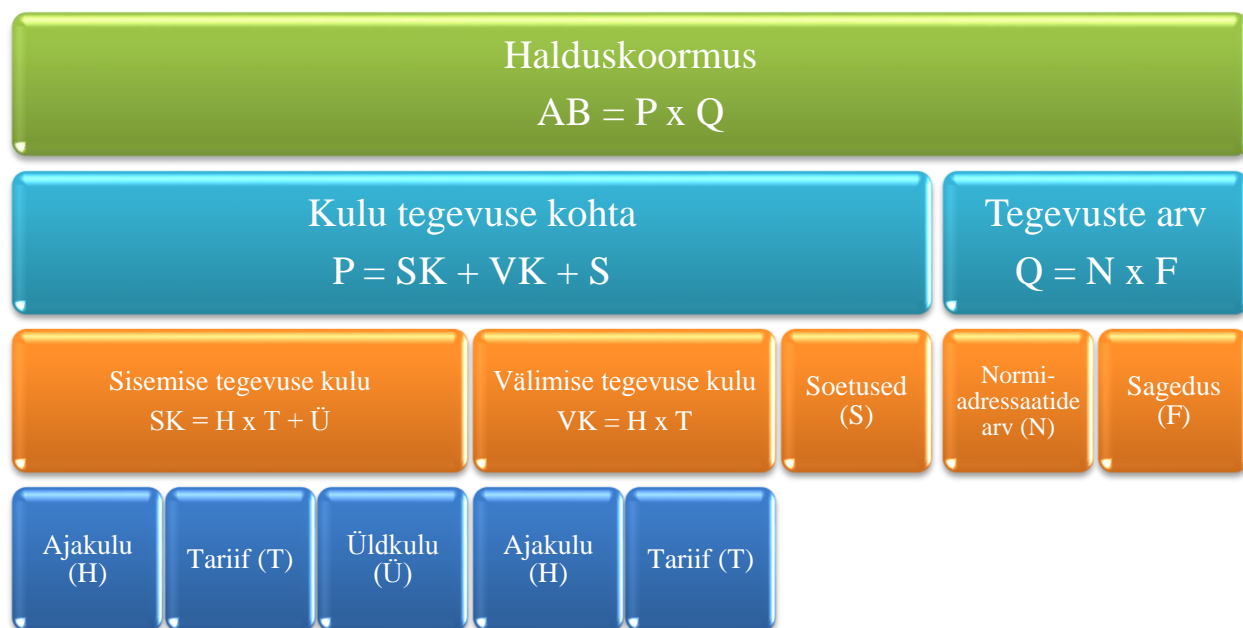 Halduskoormus
AB = P x Q
Kulu tegevuse kohta
P = SK + VK + S
Tegevuste arv
Q = N x F
Sisemise tegevuse kulu
SK = H x T + Ü
Välimise tegevuse kulu
VK = H x T
Soetused
(S)
Normi-
adressaatide
arv (N)
Sagedus
(F)
Ajakulu
(H)
Tariif (T)
Üldkulu
(Ü)
Ajakulu
(H)
Tariif (T)